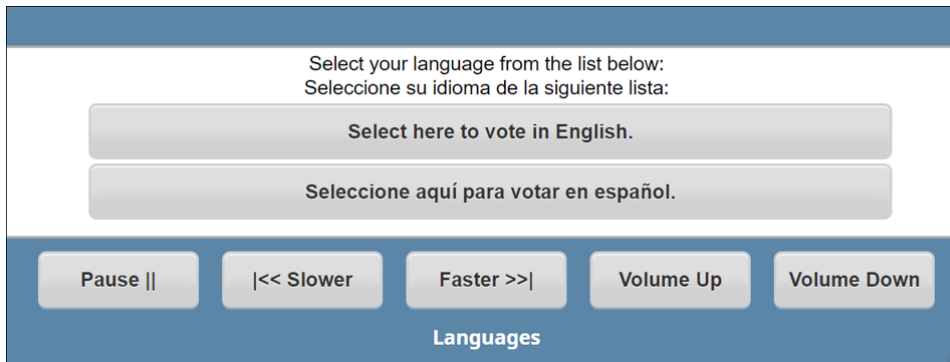 Select your language from the list below:
Seleccione su idioma de la siguiente lista:
Select here to vote in English.
Seleccione aquí para votar en español.
Pause || |<< Slower Faster >>| Volume Up Volume Down
Languages